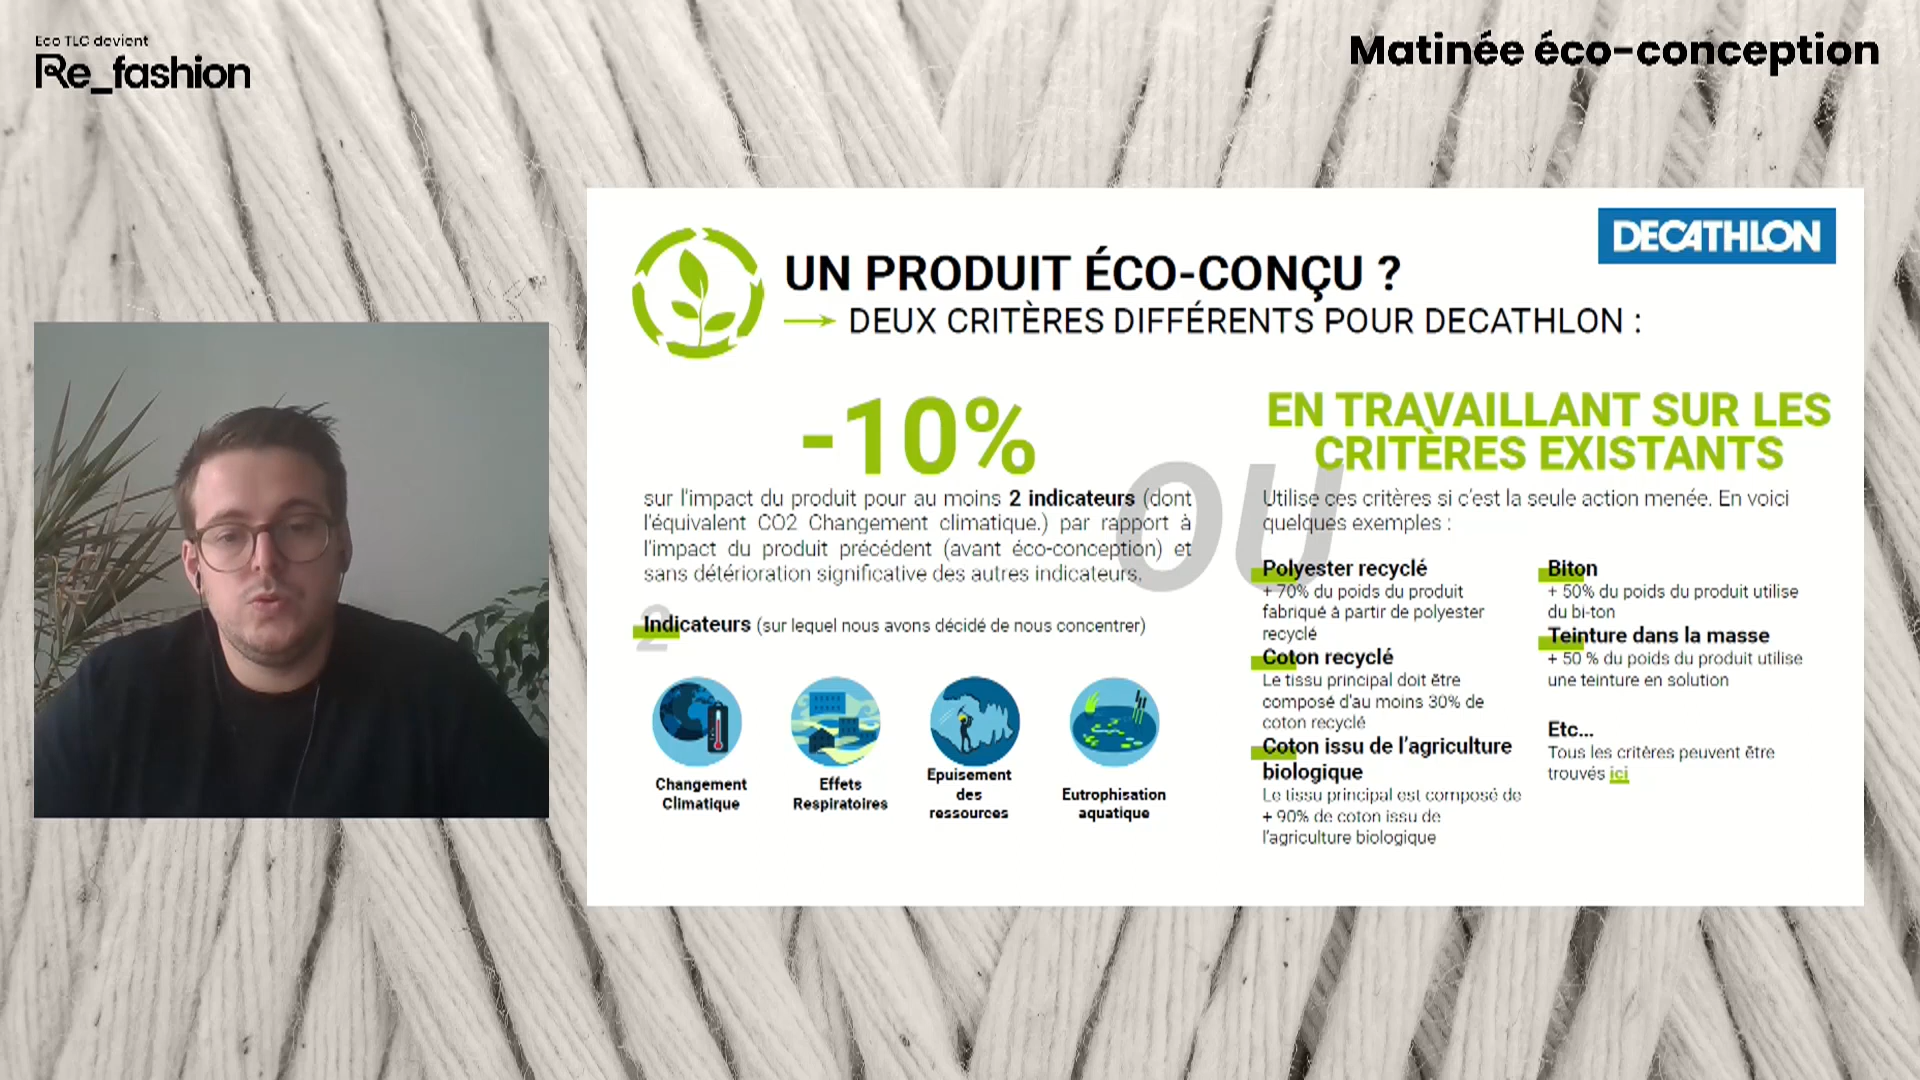 Eco TLC devient
Re_fashion
Matinée éco-conception
DECATHLON
UN PRODUIT ÉCO-CONÇU ?
DEUX CRITÈRES DIFFÉRENTS POUR DECATHLON :
-10%
sur l'impact du produit pour au moins 2 indicateurs (dont
l'équivalent CO2 Changement climatique.) par rapport à
l'impact du produit précédent (avant éco-conception) et
sans détérioration significative des autres indicateurs.
2
Indicateurs (sur lequel nous avons décidé de nous concentrer)
Changement
Climatique
Effets
Respiratoires
Epuisement
des
ressources
Eutrophisation
aquatique
OU
EN TRAVAILLANT SUR LES
CRITÈRES EXISTANTS
Utilise ces critères si c'est la seule action menée. En voici
quelques exemples :
Polyester recyclé
+ 70% du poids du produit
fabriqué à partir de polyester
recyclé
Coton recyclé
Le tissu principal doit être
composé d'au moins 30% de
coton recyclé
Coton issu de l'agriculture
biologique
Le tissu principal est composé de
+ 90% de coton issu de
l'agriculture biologique
Biton
+ 50% du poids du produit utilise
du bi-ton
Teinture dans la masse
+ 50 % du poids du produit utilise
une teinture en solution
Etc...
Tous les critères peuvent être
trouvés ici